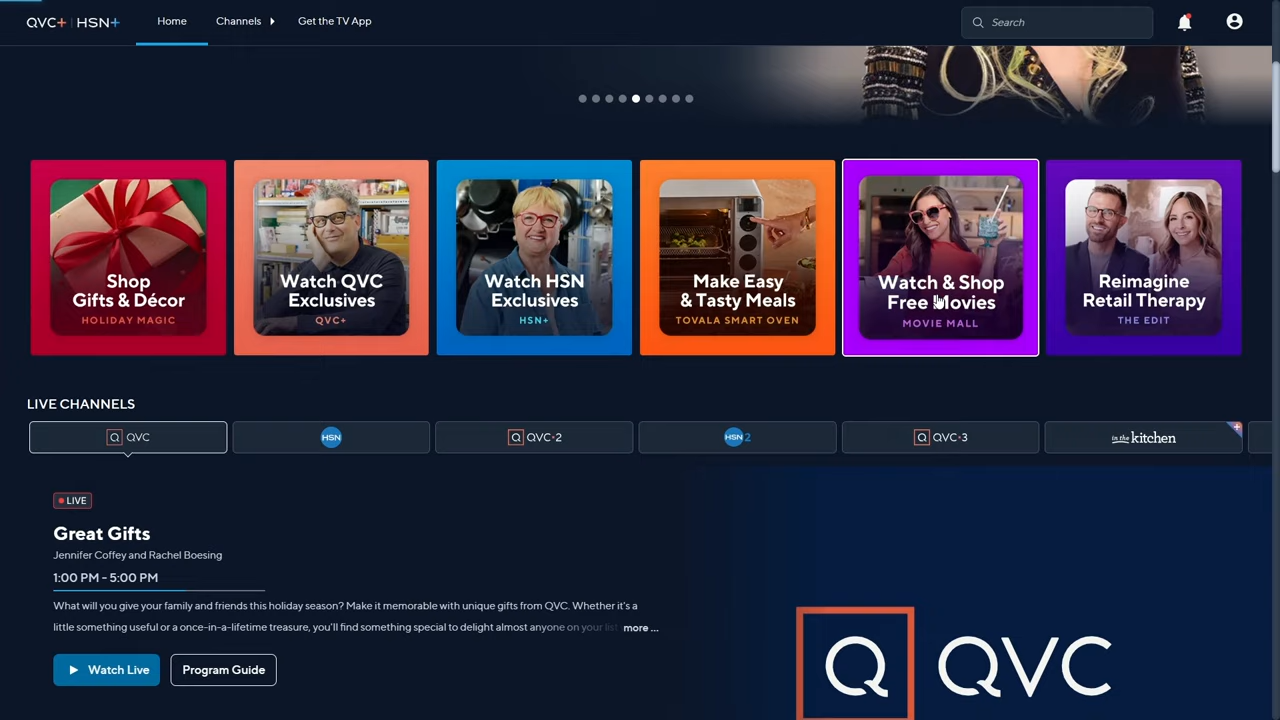 QVC+ | HSN+
Home
Channels
Get the TV App
Search
Shop
Gifts & Décor
HOLIDAY MAGIC
Watch QVC
Exclusives
QVC+
Watch HSN
Exclusives
HSN+
Make Easy
& Tasty Meals
TOVALA SMART OVEN
Watch & Shop
Free Movies
MOVIE MALL
Reimagine
Retail Therapy
THE EDIT
LIVE CHANNELS
Q QVC
HSN
Q QVC•2
HSN 2
Q QVC•3
in the kitchen
LIVE
Great Gifts
Jennifer Coffey and Rachel Boesing
1:00 PM - 5:00 PM
What will you give your family and friends this holiday season? Make it memorable with unique gifts from QVC. Whether it's a
little something useful or a once-in-a-lifetime treasure, you'll find something special to delight almost anyone on your list more ...
Watch Live
Program Guide
Q QVC